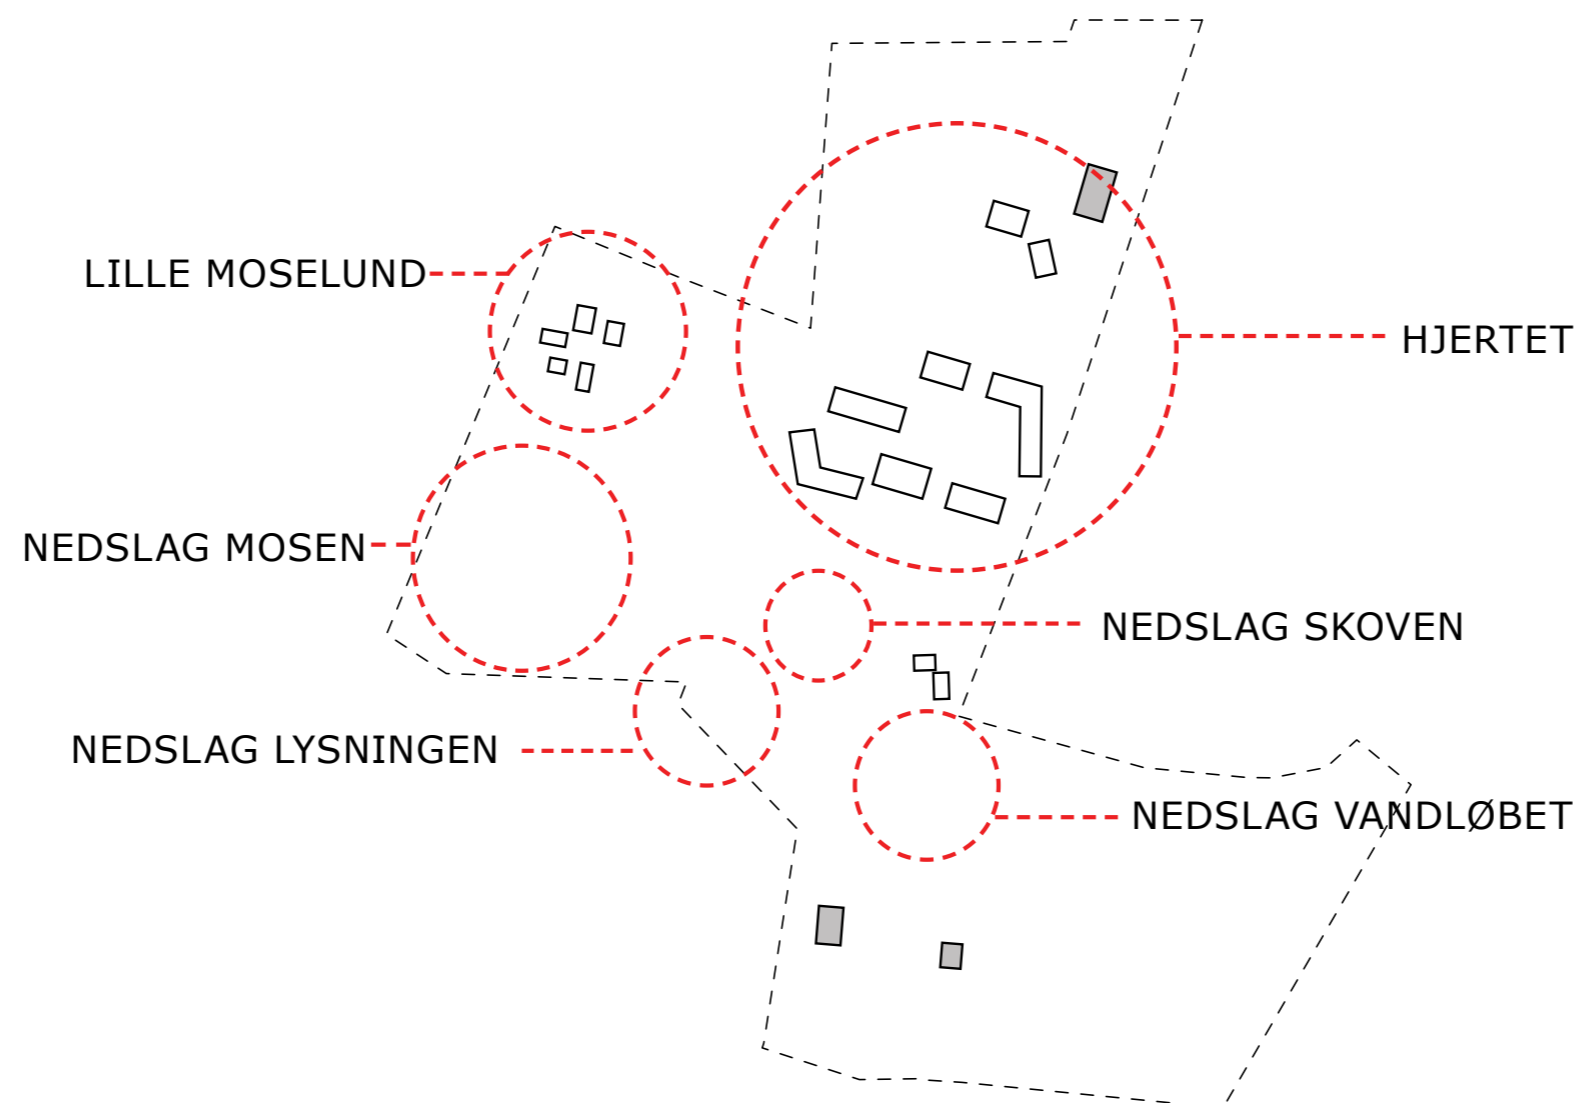 LILLE MOSELUND
HJERTET
NEDSLAG MOSEN
NEDSLAG SKOVEN
NEDSLAG LYSNINGEN
NEDSLAG VANDLØBET